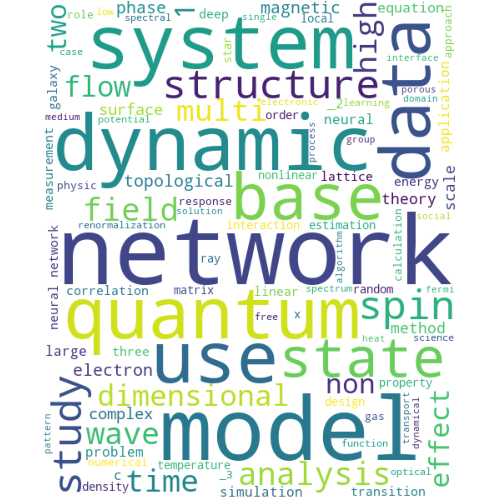 role
low
phase
magnetic
equation
two
spectral
deep
single
local
1
system
high
data
approach
case
star
interface
galaxy
flow
structure
porous
domain
application
medium
surface
multi
electronic
_2
learning
neural
potential
order
process
group
measurement
dynamic
nonlinear
lattice
physic
topological
base
energy
scale
response
theory
field
solution
renormalization
interaction
estimation
social
calculation
neural network
network
ray
algorithm
correlation
matrix
linear
spectrum
random
fermi
quantum
free
x
spin
method
heat
science
large
three
use
state
electron
non
property
study
dimensional
model
design
effect
complex
gas
transport
dynamical
pattern
wave
function
problem
numerical
temperature
analysis
optical
c
time
_3
density
simulation
transition